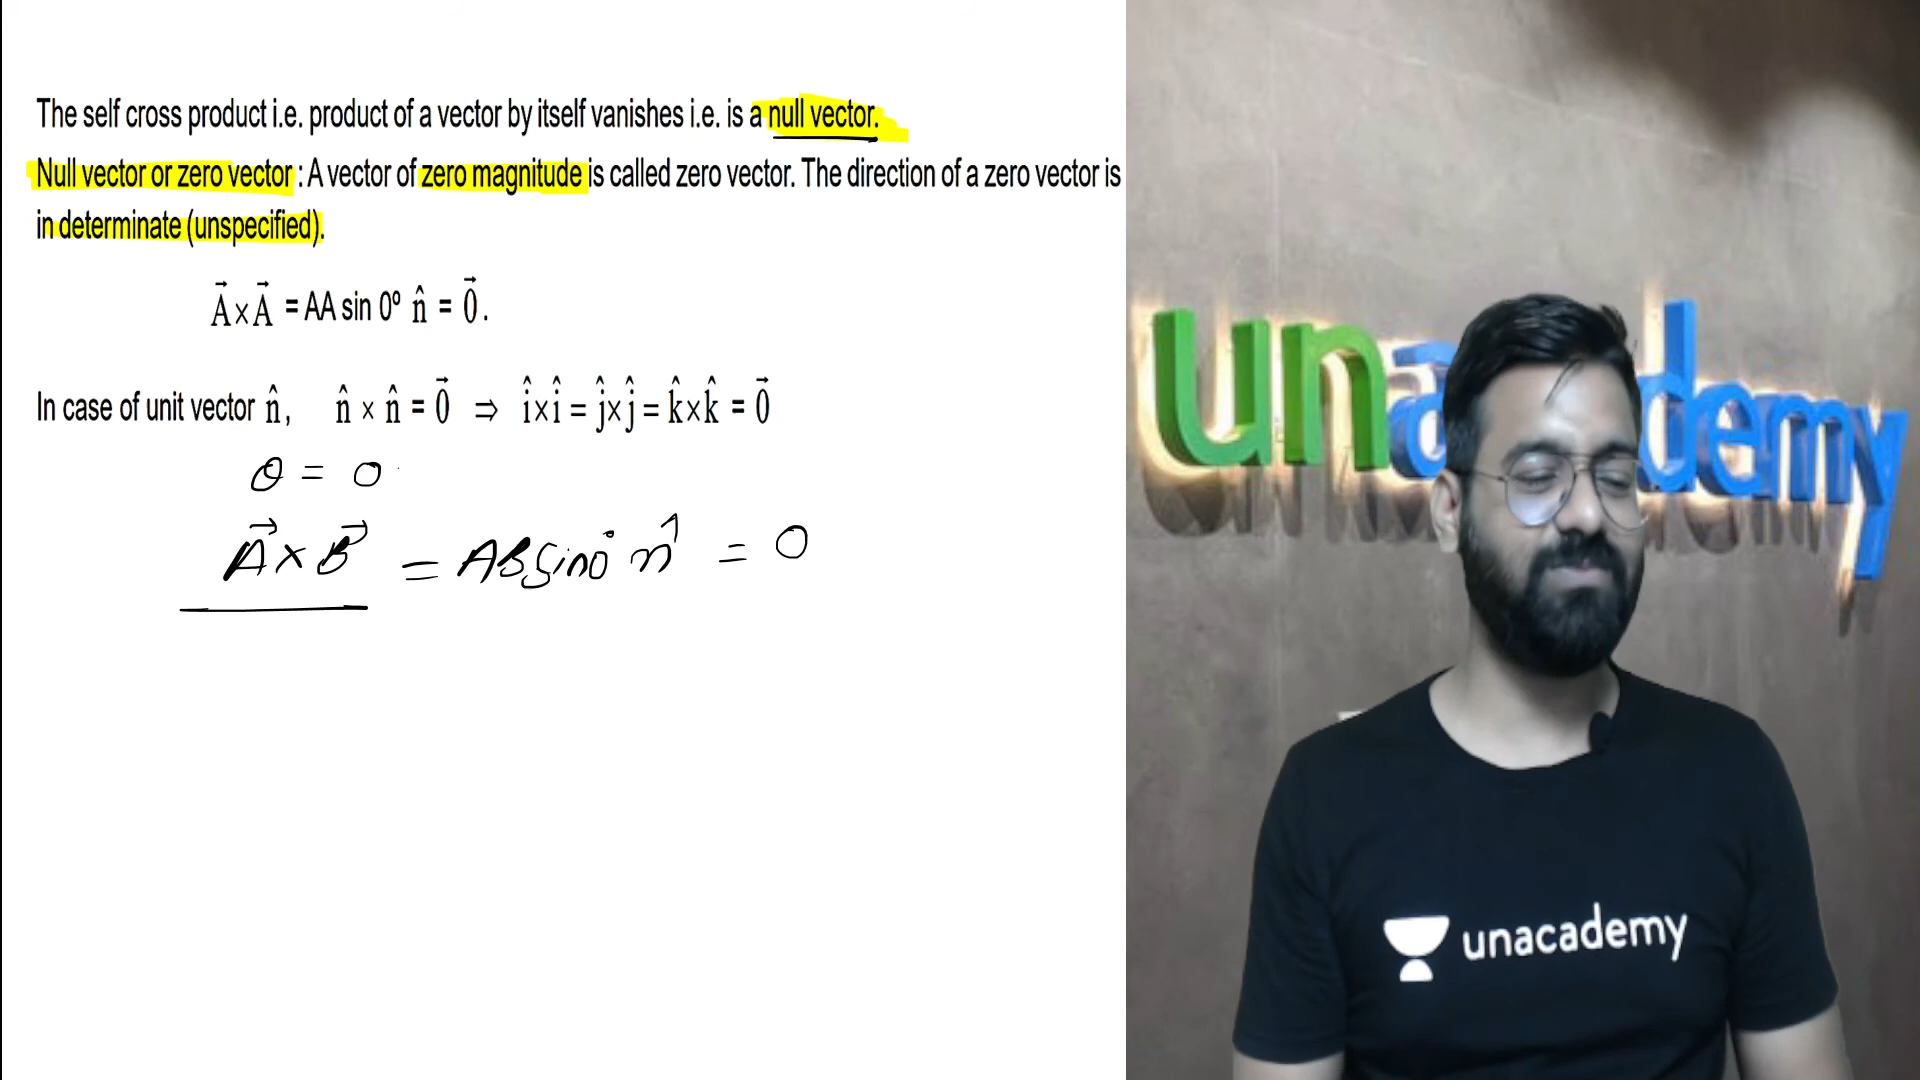 The self cross product i.e. product of a vector by itself vanishes i.e. is a null vector.
Null vector or zero vector : A vector of zero magnitude is called zero vector. The direction of a zero vector is
in determinate (unspecified).
A⃗ × A⃗ = AA sin 0º n̂ = 0⃗.
In case of unit vector n̂, n̂ × n̂ = 0⃗ ⇒ î×î = ĵ×ĵ = k̂×k̂ = 0⃗
θ = 0
A⃗ × B⃗ = AB sin0° n̂ = 0
unacademy
unacademy